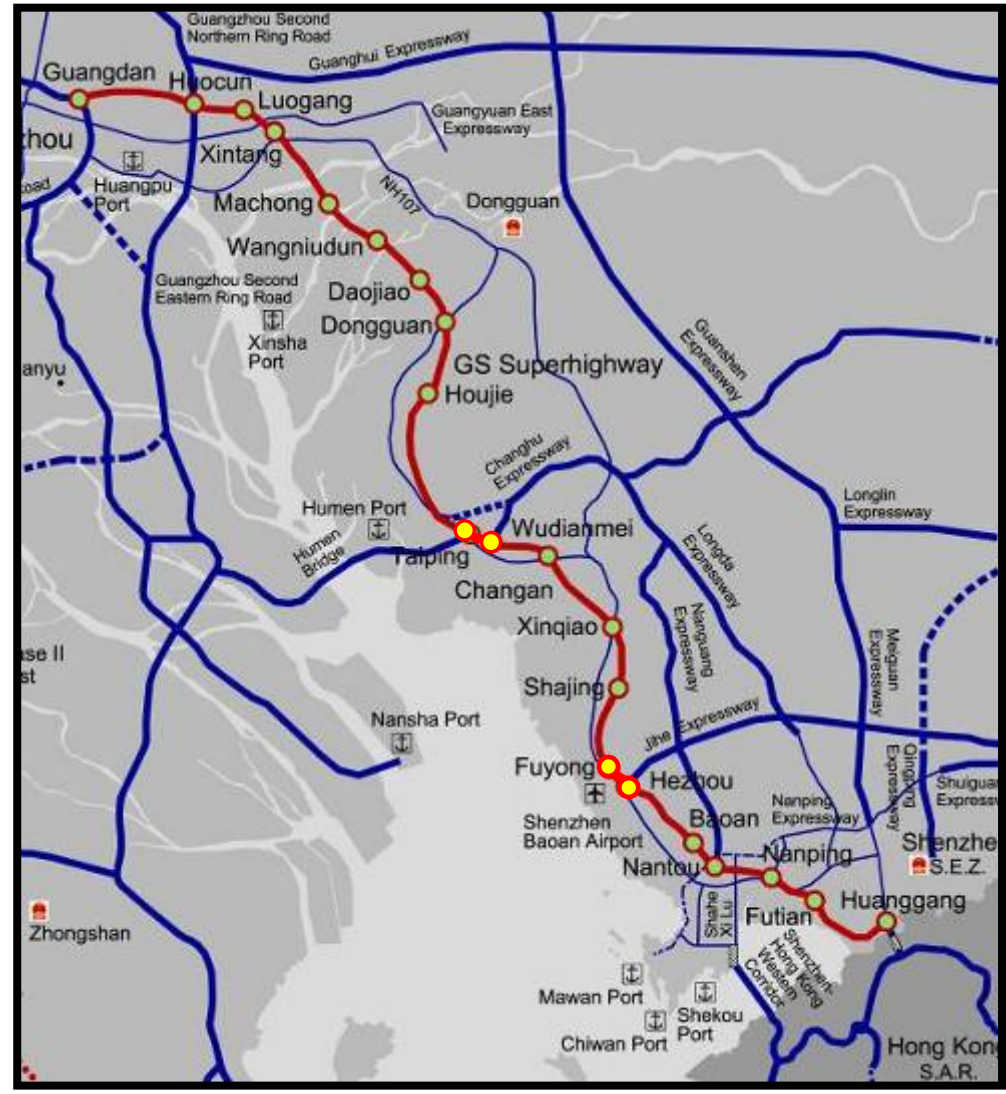 Guangzhou Second
Northern Ring Road
Guanghui Expressway
Guangdan
Huocun
Luogang
Guangyuan East
Expressway
zhou
Xintang
oad
Huangpu
Port
NH107
Machong
Dongguan
Wangniudun
Guangzhou Second
Eastern Ring Road
Daojiao
Xinsha
Port
Dongguan
Guanshen
Expressway
anyu
GS Superhighway
Houjie
Changhu
Expressway
Longlin
Expressway
Humen Port
Humen
Bridge
Wudianmei
Taiping
Longda
Expressway
Changan
Xinqiao
Nanguang
Expressway
Meiguan
Expressway
ase II
st
Shajing
Nansha Port
Jihe Expressway
Fuyong
Hezhou
Qingping
Expressway
Shuiguan
Express
Shenzhen
Baoan Airport
Baoan
Nanping
Expressway
Nantou
Nanping
Shenzhe
S.E.Z.
Huanggang
Futian
Shahe
Xi Lu
Zhongshan
Shenzhen-
Hong Kong
Western
Corridor
Mawan Port
Shekou
Port
Chiwan Port
Hong Kon
S.A.R.